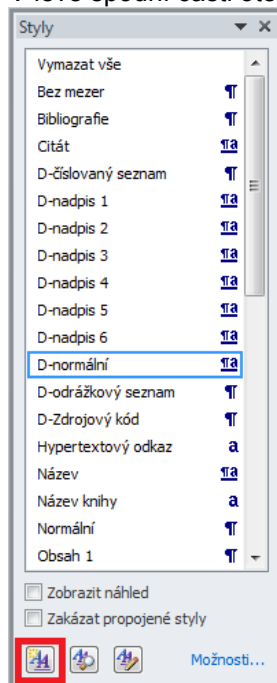 Styly
Vymazat vše
Bez mezer ¶
Bibliografie ¶
Citát ¶a
D-číslovaný seznam ¶
D-nadpis 1 ¶a
D-nadpis 2 ¶a
D-nadpis 3 ¶a
D-nadpis 4 ¶a
D-nadpis 5 ¶a
D-nadpis 6 ¶a
D-normální ¶a
D-odrážkový seznam ¶
D-Zdrojový kód ¶
Hypertextový odkaz a
Název ¶a
Název knihy a
Normální ¶
Obsah 1 ¶
Zobrazit náhled
Zakázat propojené styly
Možnosti...